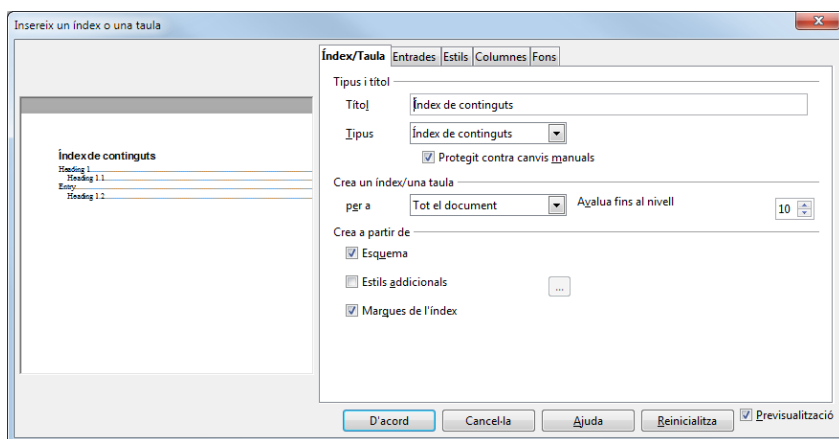 Insereix un índex o una taula
Índex/Taula Entrades Estils Columnes Fons
Tipus i títol
Títol Índex de continguts
Tipus Índex de continguts
Protegit contra canvis manuals
Crea un índex/una taula
per a Tot el document Avalua fins al nivell 10
Crea a partir de
Esquema
Estils addicionals ...
Marques de l'índex
Índex de continguts
Heading 1
Heading 1.1
Entry
Heading 1.2
D'acord Cancel·la Ajuda Reinicialitza Previsualització